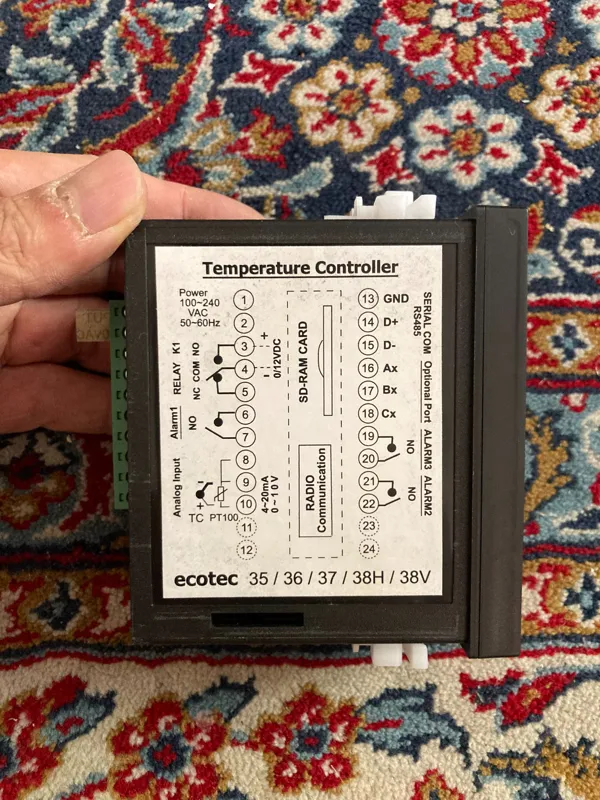 Temperature Controller
Power
100~240
VAC
50~60Hz
1
2
RELAY K1
NC COM NO
3
4
5
+
-
0/12VDC
Alarm1
NO
6
7
Analog Input
8
9
10
11
12
-
+
TC PT100
4~20mA
0~10V
SD-RAM CARD
RADIO
Communication
13 GND
14 D+
15 D-
SERIAL COM
RS485
16 Ax
17 Bx
18 Cx
Optional Port
19
20
NO
ALARM3
21
22
NO
ALARM2
23
24
ecotec 35 / 36 / 37 / 38H / 38V